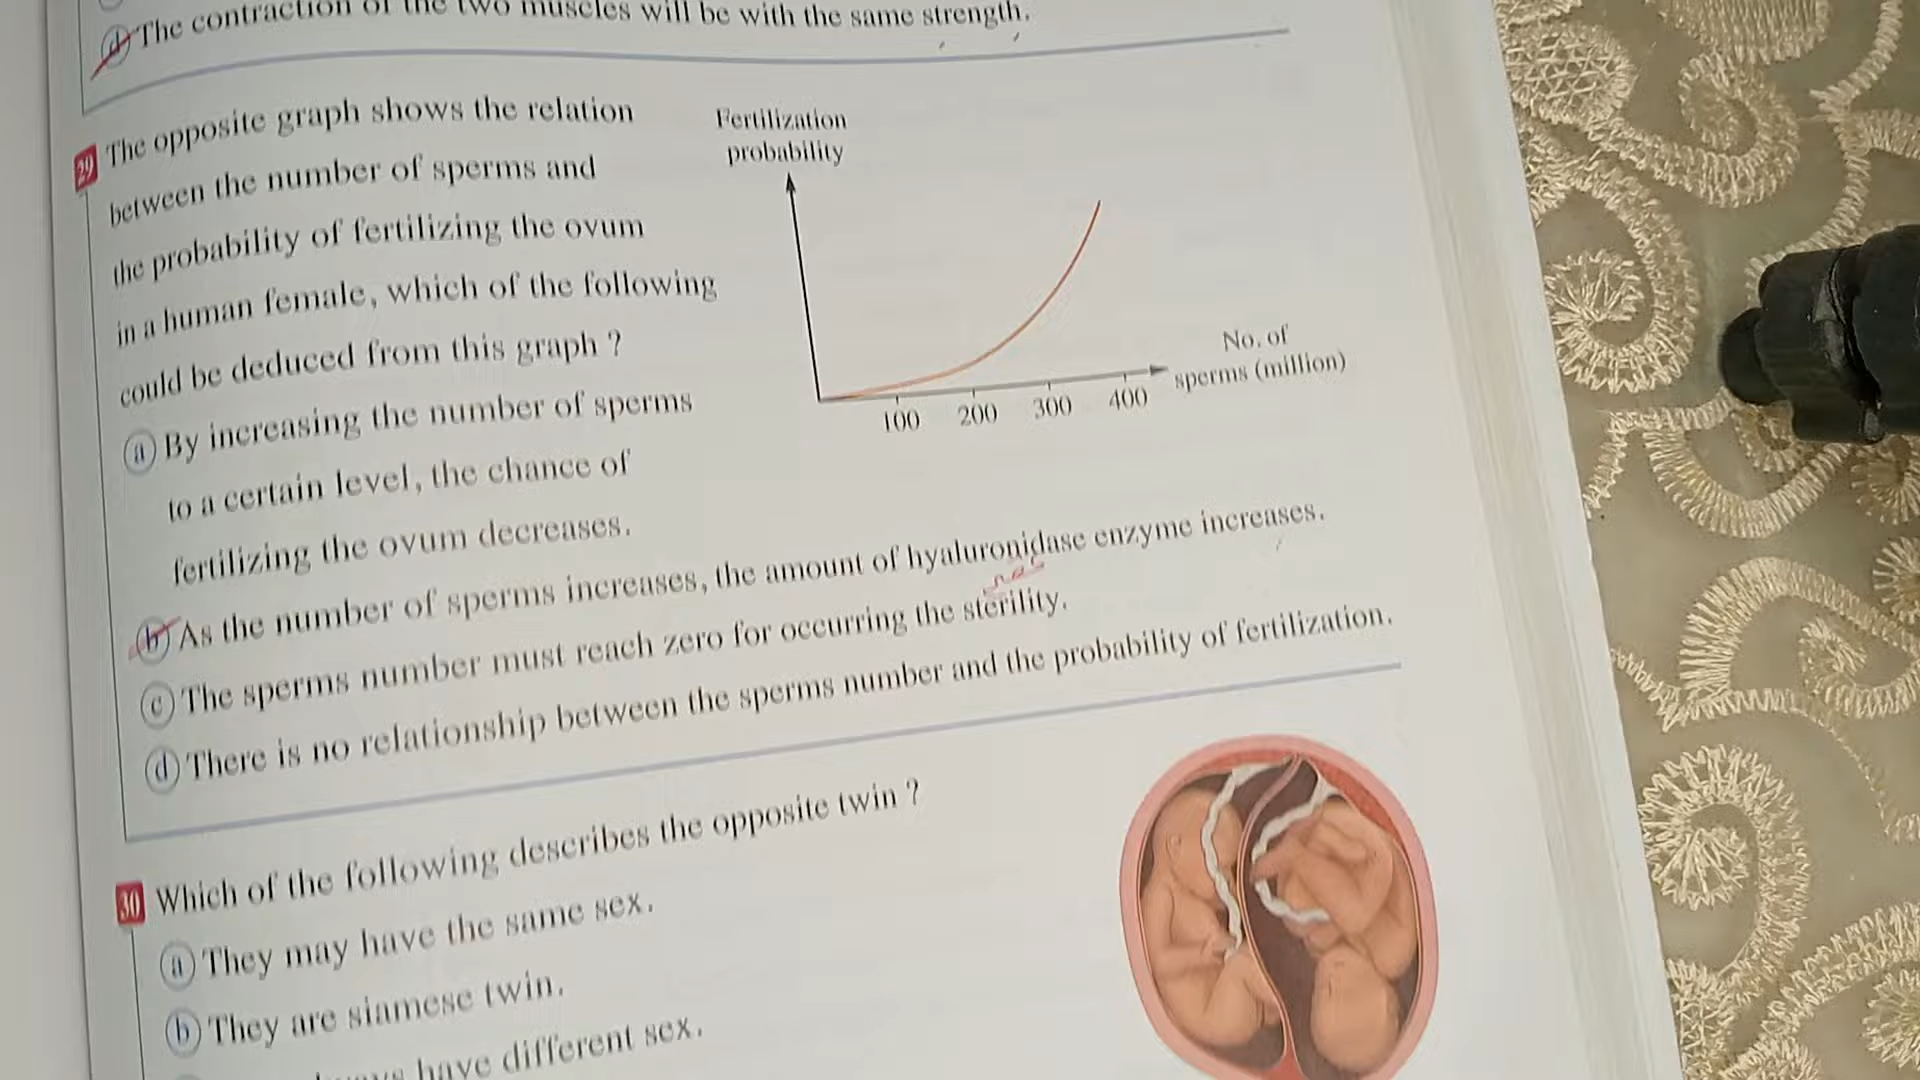 d The contraction of the two muscles will be with the same strength.
29 The opposite graph shows the relation
between the number of sperms and
the probability of fertilizing the ovum
in a human female, which of the following
could be deduced from this graph ?
a By increasing the number of sperms
to a certain level, the chance of
fertilizing the ovum decreases.
Fertilization
probability
100 200 300 400
No. of
sperms (million)
b As the number of sperms increases, the amount of hyaluronidase enzyme increases.
c The sperms number must reach zero for occurring the sterility.
d There is no relationship between the sperms number and the probability of fertilization.
30 Which of the following describes the opposite twin ?
a They may have the same sex.
b They are siamese twin.
have different sex.